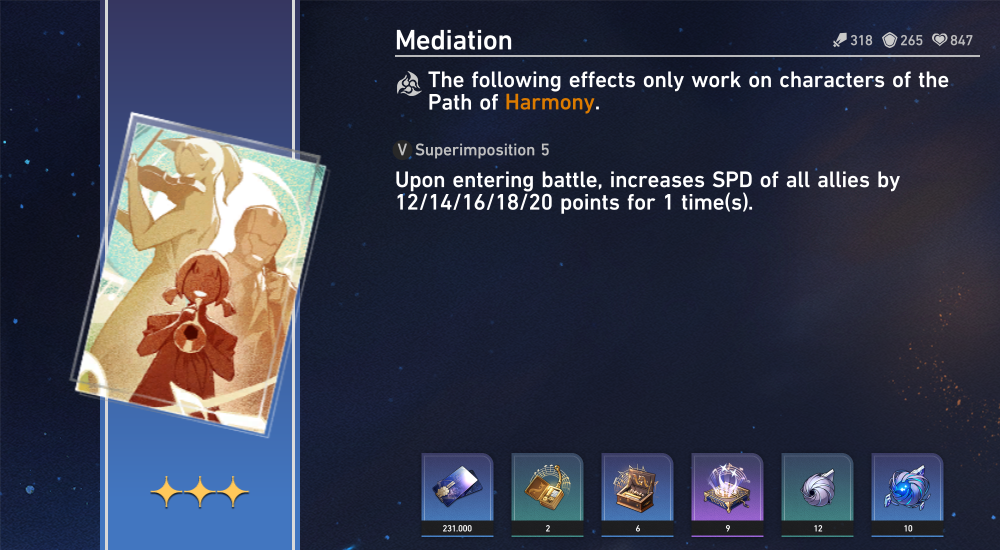 Mediation
318 265 847
The following effects only work on characters of the
Path of Harmony.
V Superimposition 5
Upon entering battle, increases SPD of all allies by
12/14/16/18/20 points for 1 time(s).
231.000 2 6 9 12 10